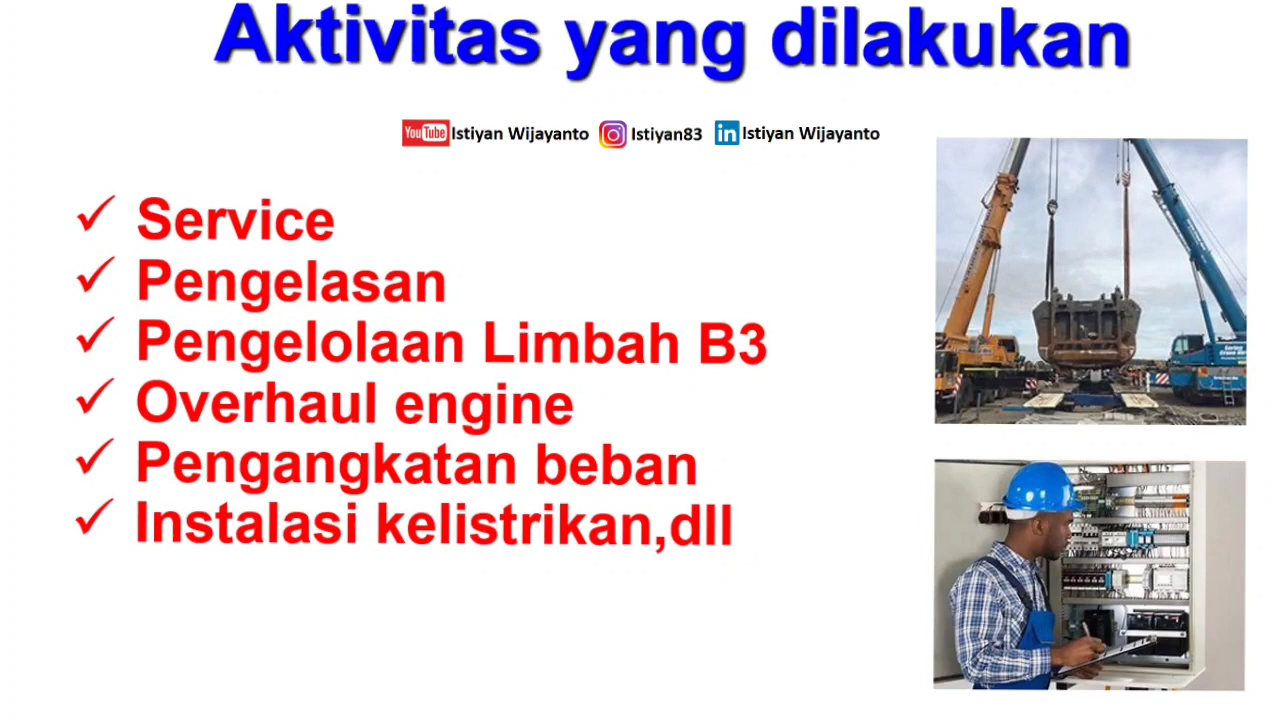 Aktivitas yang dilakukan
YouTube Istiyan Wijayanto Istiyan83 in Istiyan Wijayanto
✓ Service
✓ Pengelasan
✓ Pengelolaan Limbah B3
✓ Overhaul engine
✓ Pengangkatan beban
✓ Instalasi kelistrikan,dll